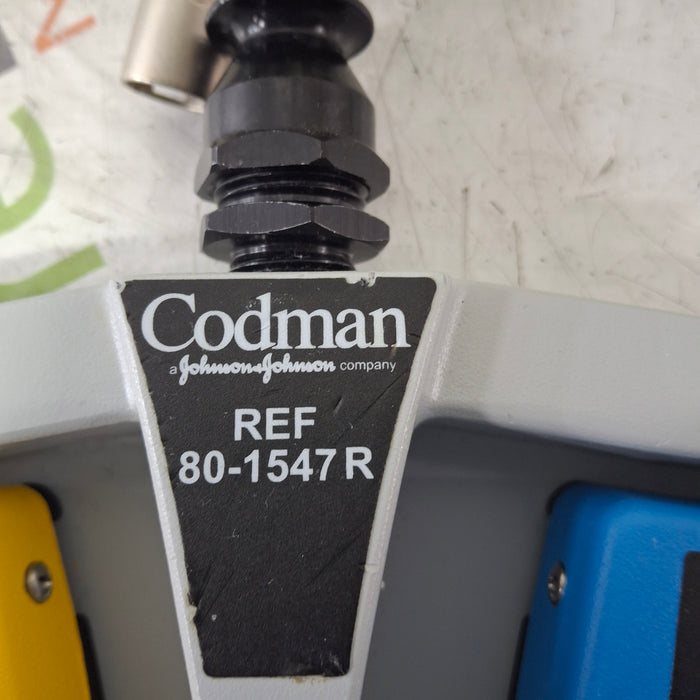 Codman
a Johnson&Johnson company
REF
80-1547 R